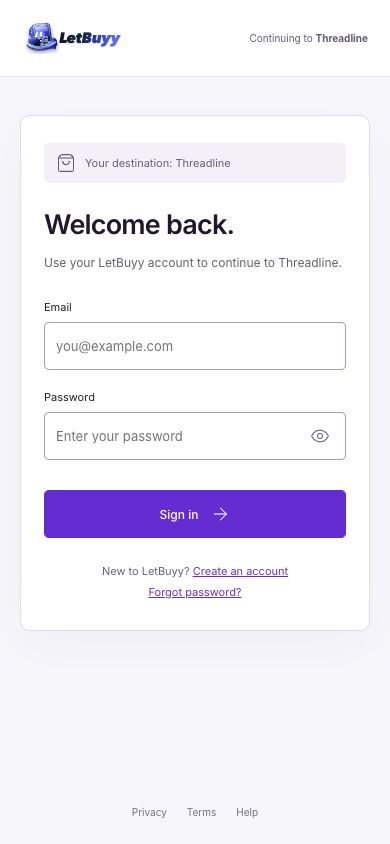 LetBuyy
Continuing to Threadline
Your destination: Threadline
Welcome back.
Use your LetBuyy account to continue to Threadline.
Email
you@example.com
Password
Enter your password
Sign in
New to LetBuyy? Create an account
Forgot password?
Privacy Terms Help